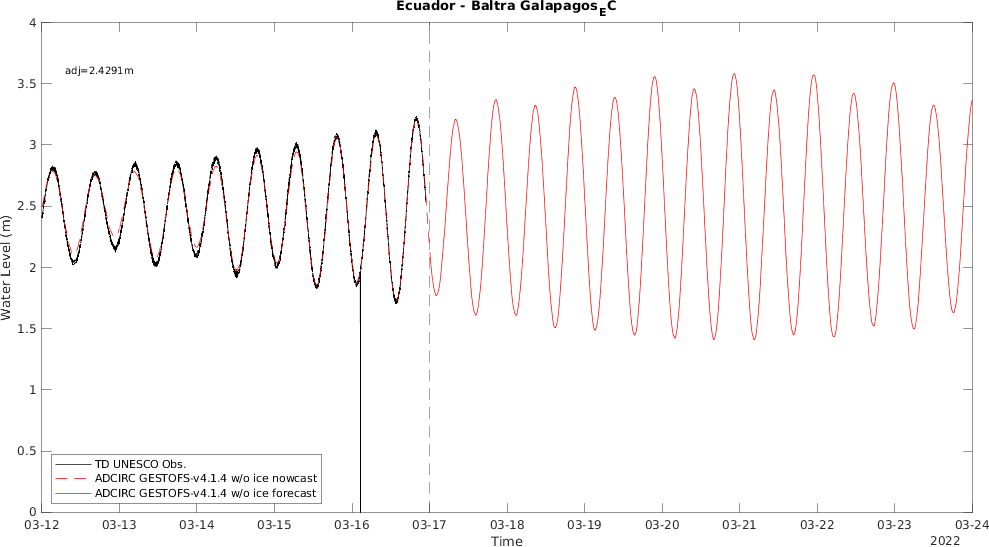 Ecuador - Baltra Galapagos_EC
4
adj=2.4291m
3.5
3
2.5
2
1.5
1
0.5
0
Water Level (m)
TD UNESCO Obs.
ADCIRC GESTOFS-v4.1.4 w/o ice nowcast
ADCIRC GESTOFS-v4.1.4 w/o ice forecast
03-12 03-13 03-14 03-15 03-16 03-17 03-18 03-19 03-20 03-21 03-22 03-23 03-24
Time
2022